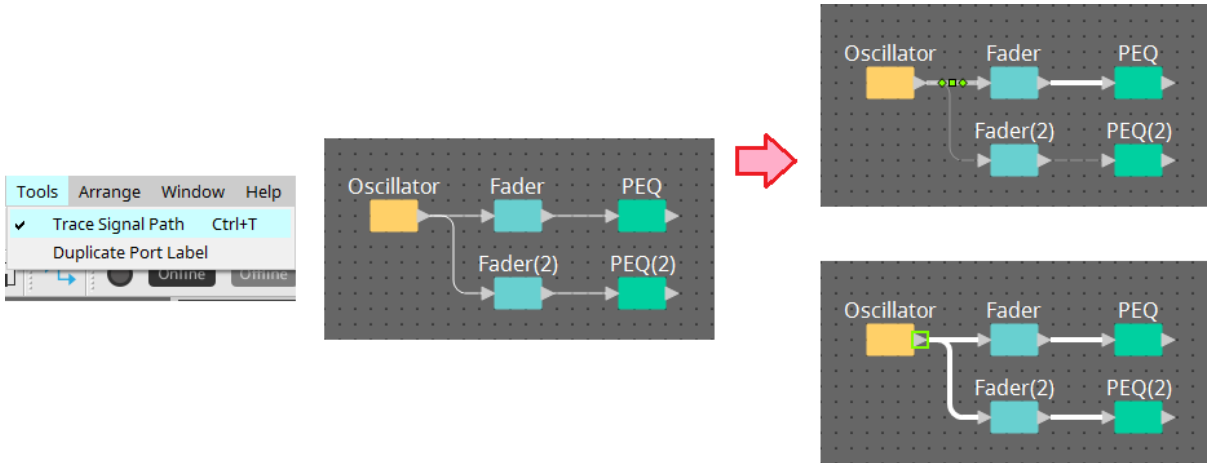 Tools Arrange Window Help
✔ Trace Signal Path Ctrl+T
Duplicate Port Label
Online Offline
Oscillator Fader PEQ
Fader(2) PEQ(2)
Oscillator Fader PEQ
Fader(2) PEQ(2)
Oscillator Fader PEQ
Fader(2) PEQ(2)